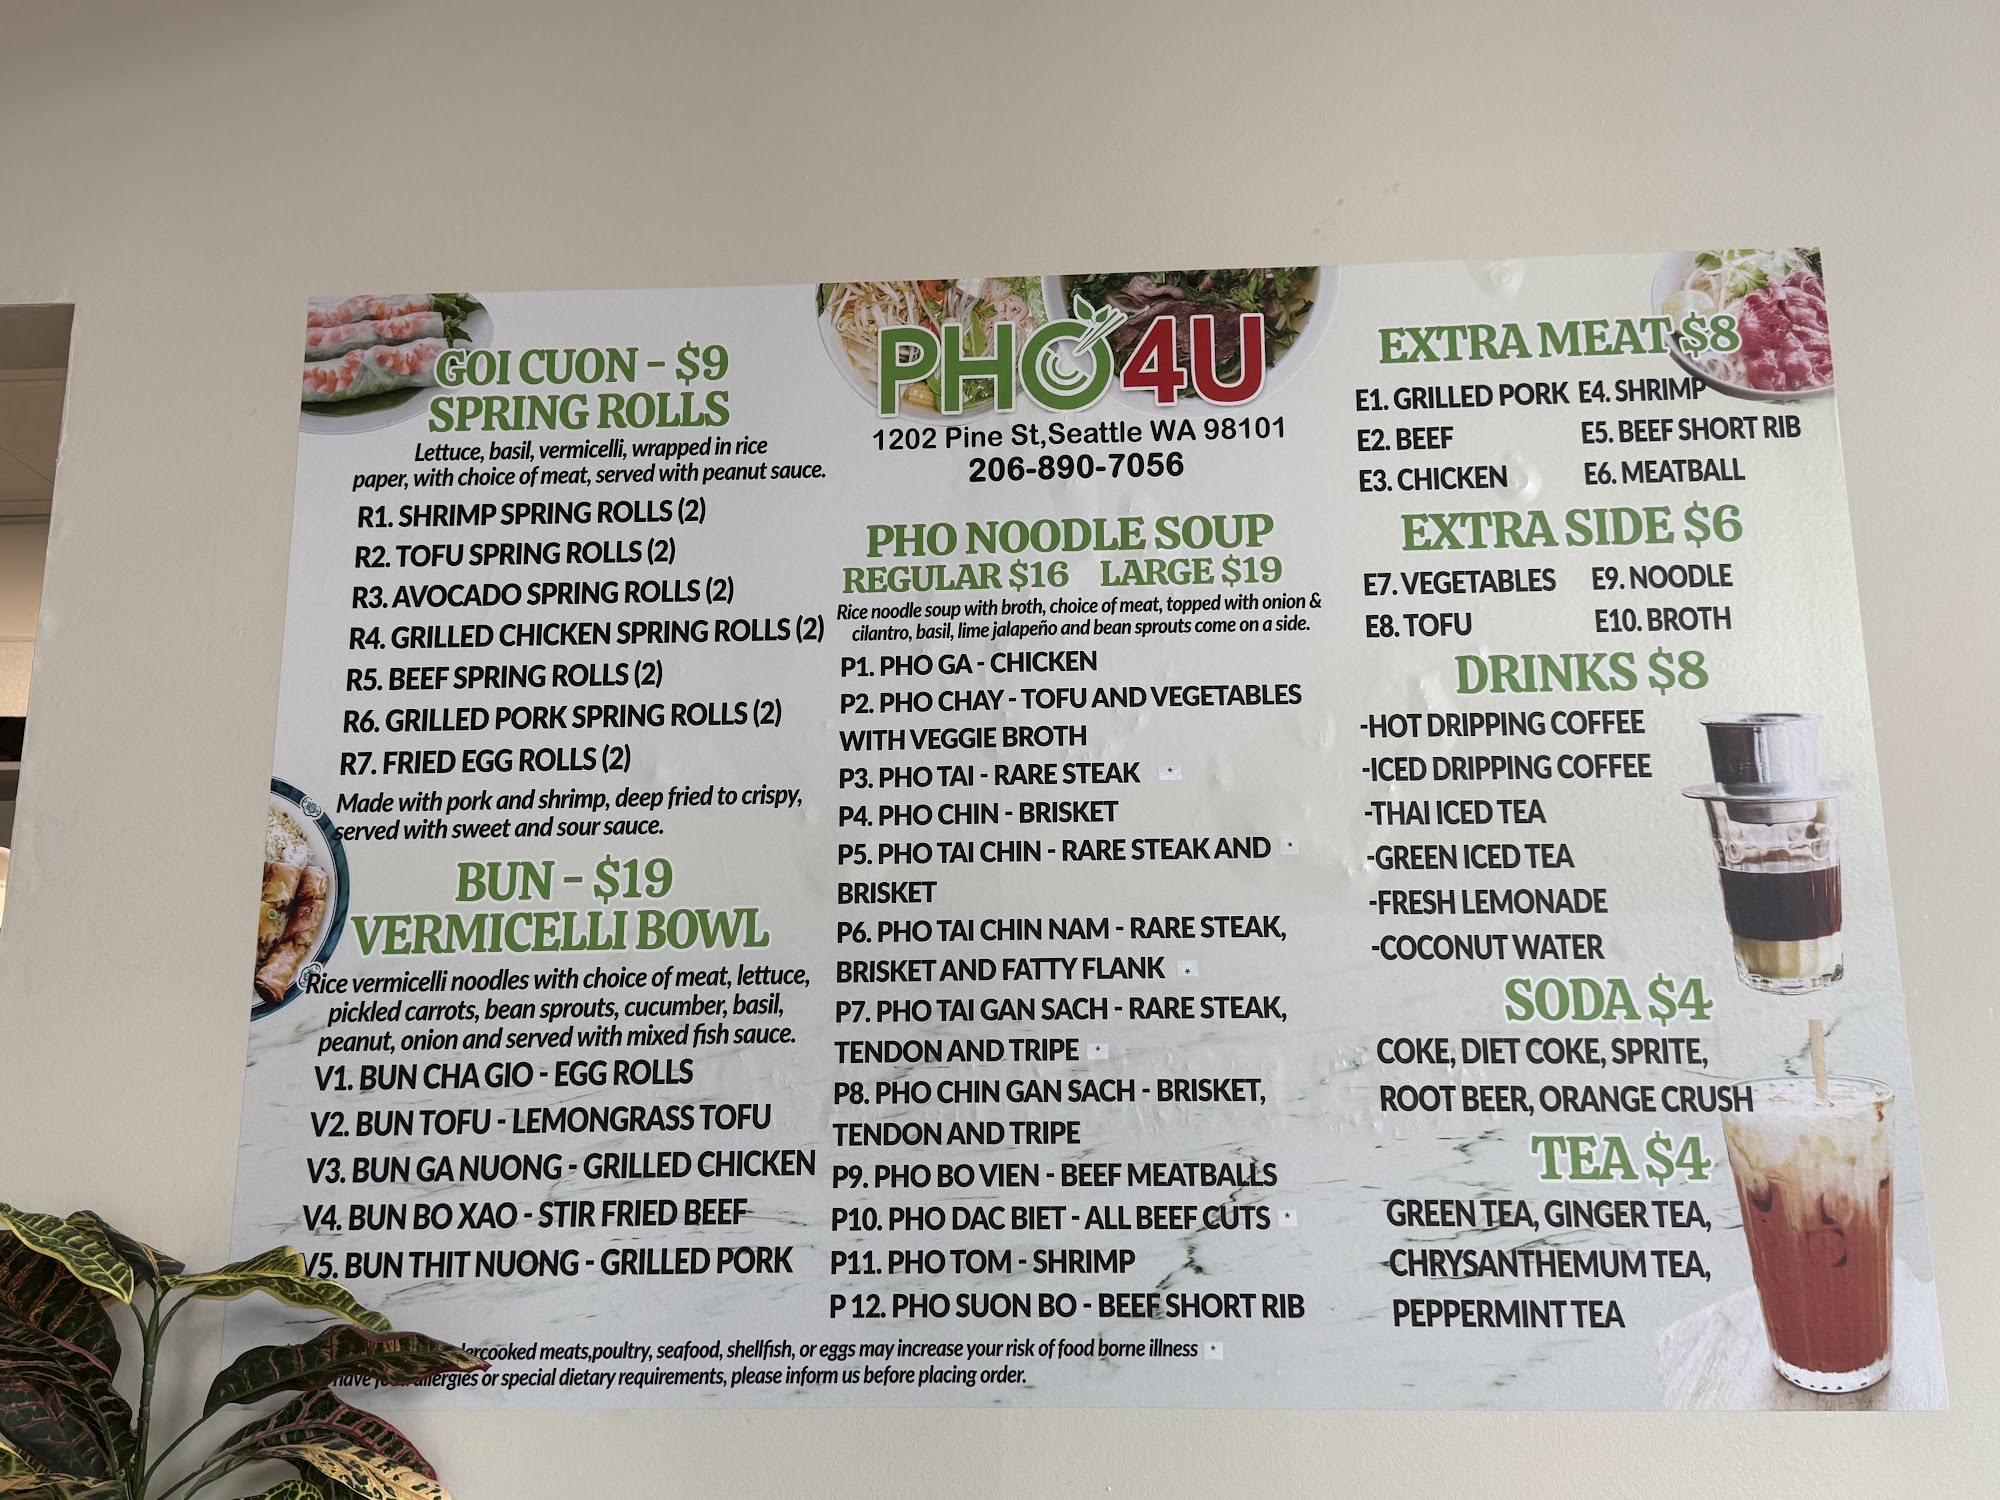 GOI CUON - $9
SPRING ROLLS
Lettuce, basil, vermicelli, wrapped in rice
paper, with choice of meat, served with peanut sauce.
R1. SHRIMP SPRING ROLLS (2)
R2. TOFU SPRING ROLLS (2)
R3. AVOCADO SPRING ROLLS (2)
R4. GRILLED CHICKEN SPRING ROLLS (2)
R5. BEEF SPRING ROLLS (2)
R6. GRILLED PORK SPRING ROLLS (2)
R7. FRIED EGG ROLLS (2)
Made with pork and shrimp, deep fried to crispy,
served with sweet and sour sauce.
BUN - $19
VERMICELLI BOWL
Rice vermicelli noodles with choice of meat, lettuce,
pickled carrots, bean sprouts, cucumber, basil,
peanut, onion and served with mixed fish sauce.
V1. BUN CHA GIO - EGG ROLLS
V2. BUN TOFU - LEMONGRASS TOFU
V3. BUN GA NUONG - GRILLED CHICKEN
V4. BUN BO XAO - STIR FRIED BEEF
V5. BUN THIT NUONG - GRILLED PORK
PHO 4U
1202 Pine St,Seattle WA 98101
206-890-7056
PHO NOODLE SOUP
REGULAR $16 LARGE $19
Rice noodle soup with broth, choice of meat, topped with onion &
cilantro, basil, lime jalapeño and bean sprouts come on a side.
P1. PHO GA - CHICKEN
P2. PHO CHAY - TOFU AND VEGETABLES
WITH VEGGIE BROTH
P3. PHO TAI - RARE STEAK *
P4. PHO CHIN - BRISKET
P5. PHO TAI CHIN - RARE STEAK AND *
BRISKET
P6. PHO TAI CHIN NAM - RARE STEAK,
BRISKET AND FATTY FLANK *
P7. PHO TAI GAN SACH - RARE STEAK,
TENDON AND TRIPE *
P8. PHO CHIN GAN SACH - BRISKET,
TENDON AND TRIPE
P9. PHO BO VIEN - BEEF MEATBALLS
P10. PHO DAC BIET - ALL BEEF CUTS *
P11. PHO TOM - SHRIMP
P 12. PHO SUON BO - BEEF SHORT RIB
EXTRA MEAT $8
E1. GRILLED PORK E4. SHRIMP
E2. BEEF E5. BEEF SHORT RIB
E3. CHICKEN E6. MEATBALL
EXTRA SIDE $6
E7. VEGETABLES E9. NOODLE
E8. TOFU E10. BROTH
DRINKS $8
-HOT DRIPPING COFFEE
-ICED DRIPPING COFFEE
-THAI ICED TEA
-GREEN ICED TEA
-FRESH LEMONADE
-COCONUT WATER
SODA $4
COKE, DIET COKE, SPRITE,
ROOT BEER, ORANGE CRUSH
TEA $4
GREEN TEA, GINGER TEA,
-CHRYSANTHEMUM TEA,
PEPPERMINT TEA
meats,poultry, seafood, shellfish, or eggs may increase your risk of food borne illness *
have allergies or special dietary requirements, please inform us before placing order.